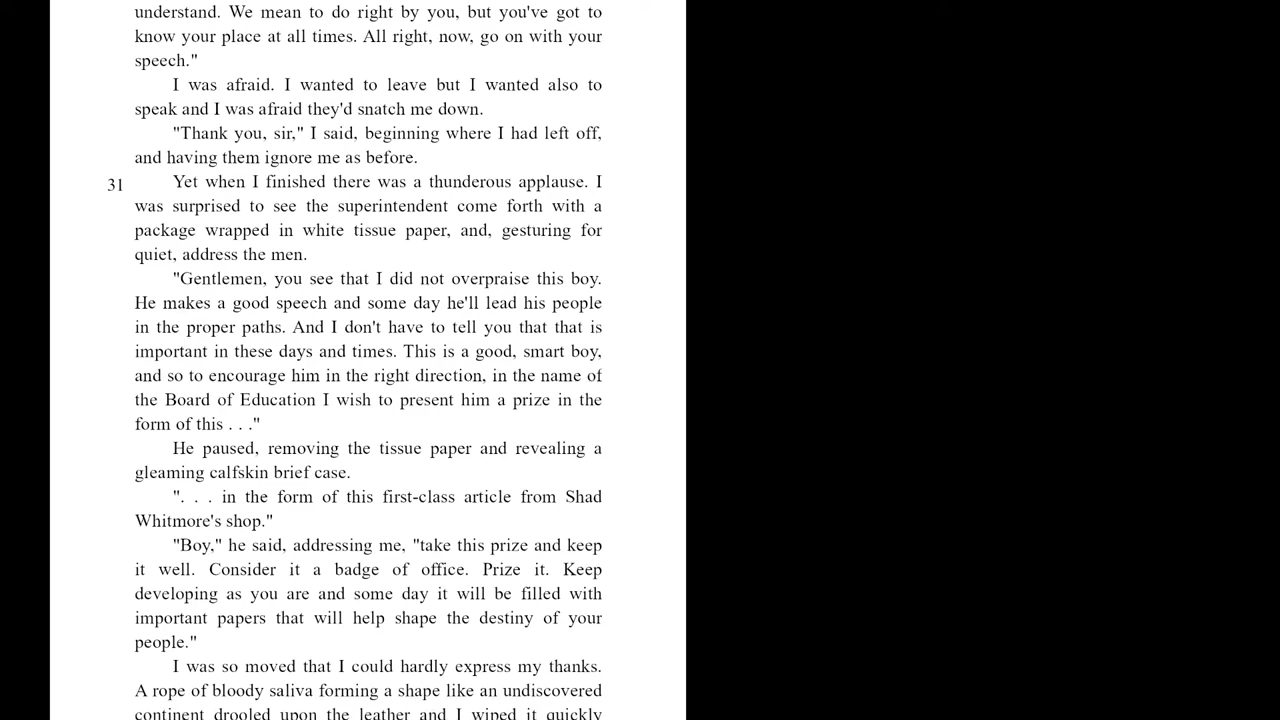 understand. We mean to do right by you, but you've got to
know your place at all times. All right, now, go on with your
speech."
I was afraid. I wanted to leave but I wanted also to
speak and I was afraid they'd snatch me down.
"Thank you, sir," I said, beginning where I had left off,
and having them ignore me as before.
31 Yet when I finished there was a thunderous applause. I
was surprised to see the superintendent come forth with a
package wrapped in white tissue paper, and, gesturing for
quiet, address the men.
"Gentlemen, you see that I did not overpraise this boy.
He makes a good speech and some day he'll lead his people
in the proper paths. And I don't have to tell you that that is
important in these days and times. This is a good, smart boy,
and so to encourage him in the right direction, in the name of
the Board of Education I wish to present him a prize in the
form of this . . ."
He paused, removing the tissue paper and revealing a
gleaming calfskin brief case.
". . . in the form of this first-class article from Shad
Whitmore's shop."
"Boy," he said, addressing me, "take this prize and keep
it well. Consider it a badge of office. Prize it. Keep
developing as you are and some day it will be filled with
important papers that will help shape the destiny of your
people."
I was so moved that I could hardly express my thanks.
A rope of bloody saliva forming a shape like an undiscovered
continent drooled upon the leather and I wiped it quickly